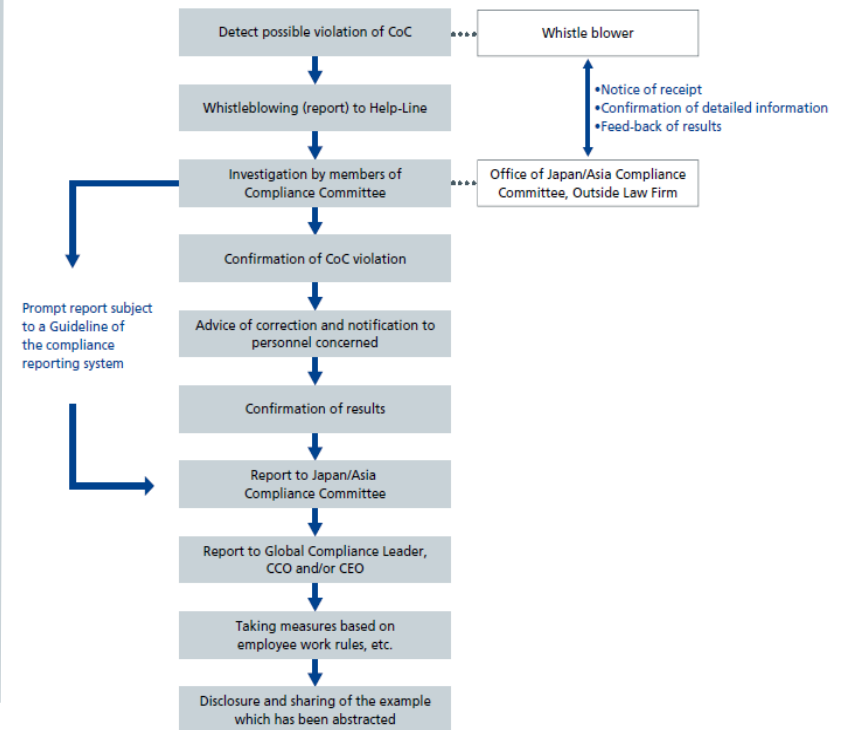 Detect possible violation of CoC
Whistle blower
•Notice of receipt
•Confirmation of detailed information
•Feed-back of results
Whistleblowing (report) to Help-Line
Investigation by members of
Compliance Committee
Office of Japan/Asia Compliance
Committee, Outside Law Firm
Confirmation of CoC violation
Prompt report subject
to a Guideline of
the compliance
reporting system
Advice of correction and notification to
personnel concerned
Confirmation of results
Report to Japan/Asia
Compliance Committee
Report to Global Compliance Leader,
CCO and/or CEO
Taking measures based on
employee work rules, etc.
Disclosure and sharing of the example
which has been abstracted